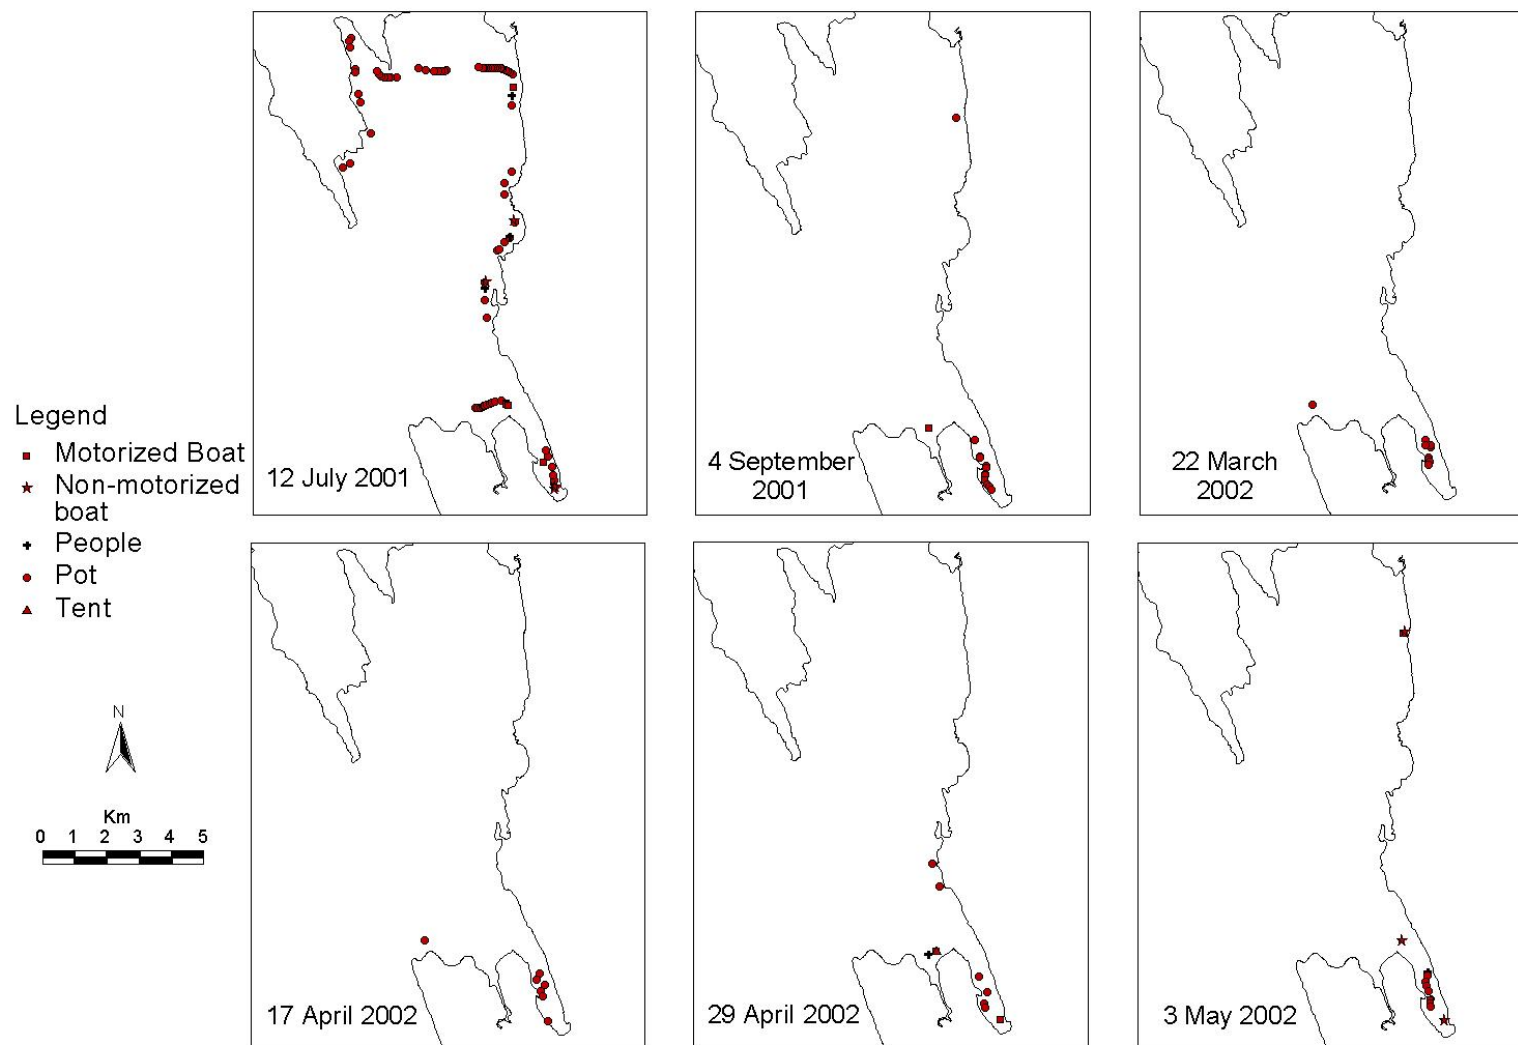 12 July 2001
4 September
2001
22 March
2002
Legend
Motorized Boat
Non-motorized
boat
People
Pot
Tent
N
Km
0 1 2 3 4 5
17 April 2002
29 April 2002
3 May 2002